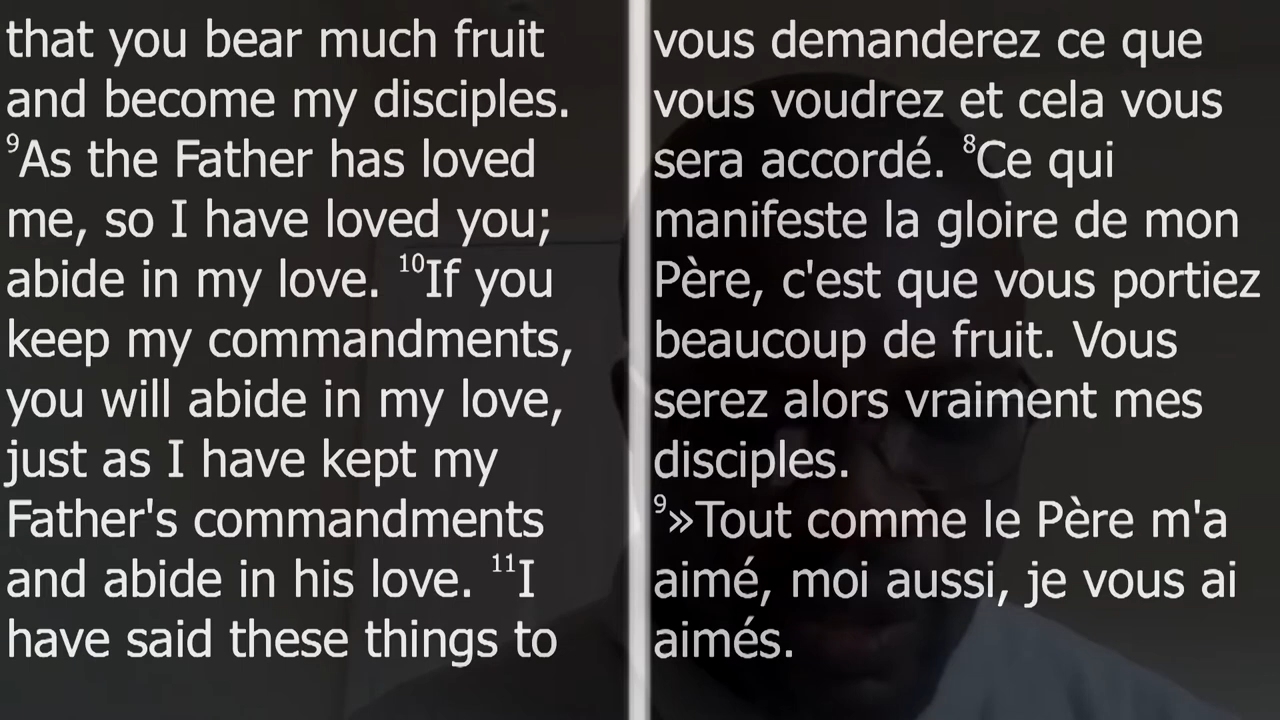 that you bear much fruit
and become my disciples.
⁹As the Father has loved
me, so I have loved you;
abide in my love. ¹⁰If you
keep my commandments,
you will abide in my love,
just as I have kept my
Father's commandments
and abide in his love. ¹¹I
have said these things to
vous demanderez ce que
vous voudrez et cela vous
sera accordé. ⁸Ce qui
manifeste la gloire de mon
Père, c'est que vous portiez
beaucoup de fruit. Vous
serez alors vraiment mes
disciples.
⁹»Tout comme le Père m'a
aimé, moi aussi, je vous ai
aimés.